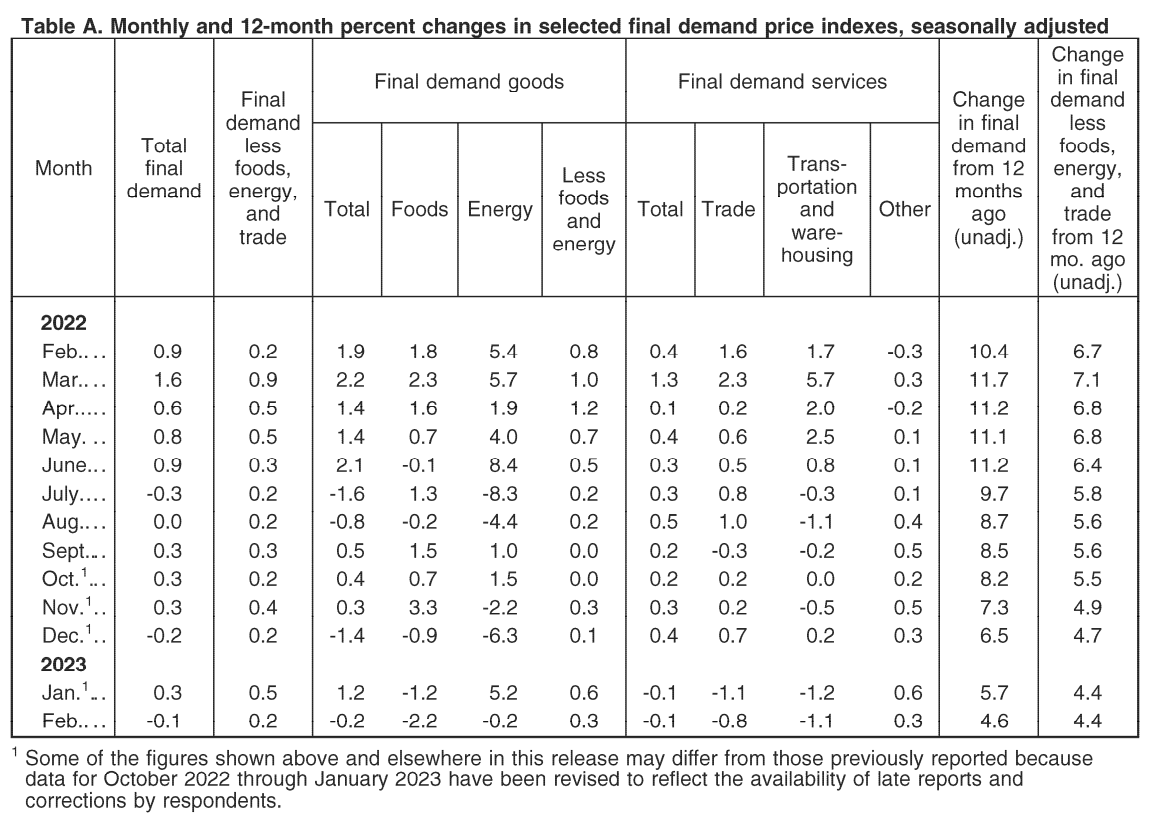 Table A. Monthly and 12-month percent changes in selected final demand price indexes, seasonally adjusted
Month
Total
final
demand
Final
demand
less
foods,
energy,
and
trade
Final demand goods
Total
Foods
Energy
Less
foods
and
energy
Final demand services
Total
Trade
Trans-
portation
and
ware-
housing
Other
Change
in final
demand
from 12
months
ago
(unadj.)
Change
in final
demand
less
foods,
energy,
and
trade
from 12
mo. ago
(unadj.)
2022
Feb.... 0.9 0.2 1.9 1.8 5.4 0.8 0.4 1.6 1.7 -0.3 10.4 6.7
Mar.... 1.6 0.9 2.2 2.3 5.7 1.0 1.3 2.3 5.7 0.3 11.7 7.1
Apr..... 0.6 0.5 1.4 1.6 1.9 1.2 0.1 0.2 2.0 -0.2 11.2 6.8
May. .. 0.8 0.5 1.4 0.7 4.0 0.7 0.4 0.6 2.5 0.1 11.1 6.8
June... 0.9 0.3 2.1 -0.1 8.4 0.5 0.3 0.5 0.8 0.1 11.2 6.4
July.... -0.3 0.2 -1.6 1.3 -8.3 0.2 0.3 0.8 -0.3 0.1 9.7 5.8
Aug.... 0.0 0.2 -0.8 -0.2 -4.4 0.2 0.5 1.0 -1.1 0.4 8.7 5.6
Sept... 0.3 0.3 0.5 1.5 1.0 0.0 0.2 -0.3 -0.2 0.5 8.5 5.6
Oct.¹... 0.3 0.2 0.4 0.7 1.5 0.0 0.2 0.2 0.0 0.2 8.2 5.5
Nov.¹.. 0.3 0.4 0.3 3.3 -2.2 0.3 0.3 0.2 -0.5 0.5 7.3 4.9
Dec.¹.. -0.2 0.2 -1.4 -0.9 -6.3 0.1 0.4 0.7 0.2 0.3 6.5 4.7
2023
Jan.¹... 0.3 0.5 1.2 -1.2 5.2 0.6 -0.1 -1.1 -1.2 0.6 5.7 4.4
Feb.... -0.1 0.2 -0.2 -2.2 -0.2 0.3 -0.1 -0.8 -1.1 0.3 4.6 4.4
¹ Some of the figures shown above and elsewhere in this release may differ from those previously reported because
data for October 2022 through January 2023 have been revised to reflect the availability of late reports and
corrections by respondents.